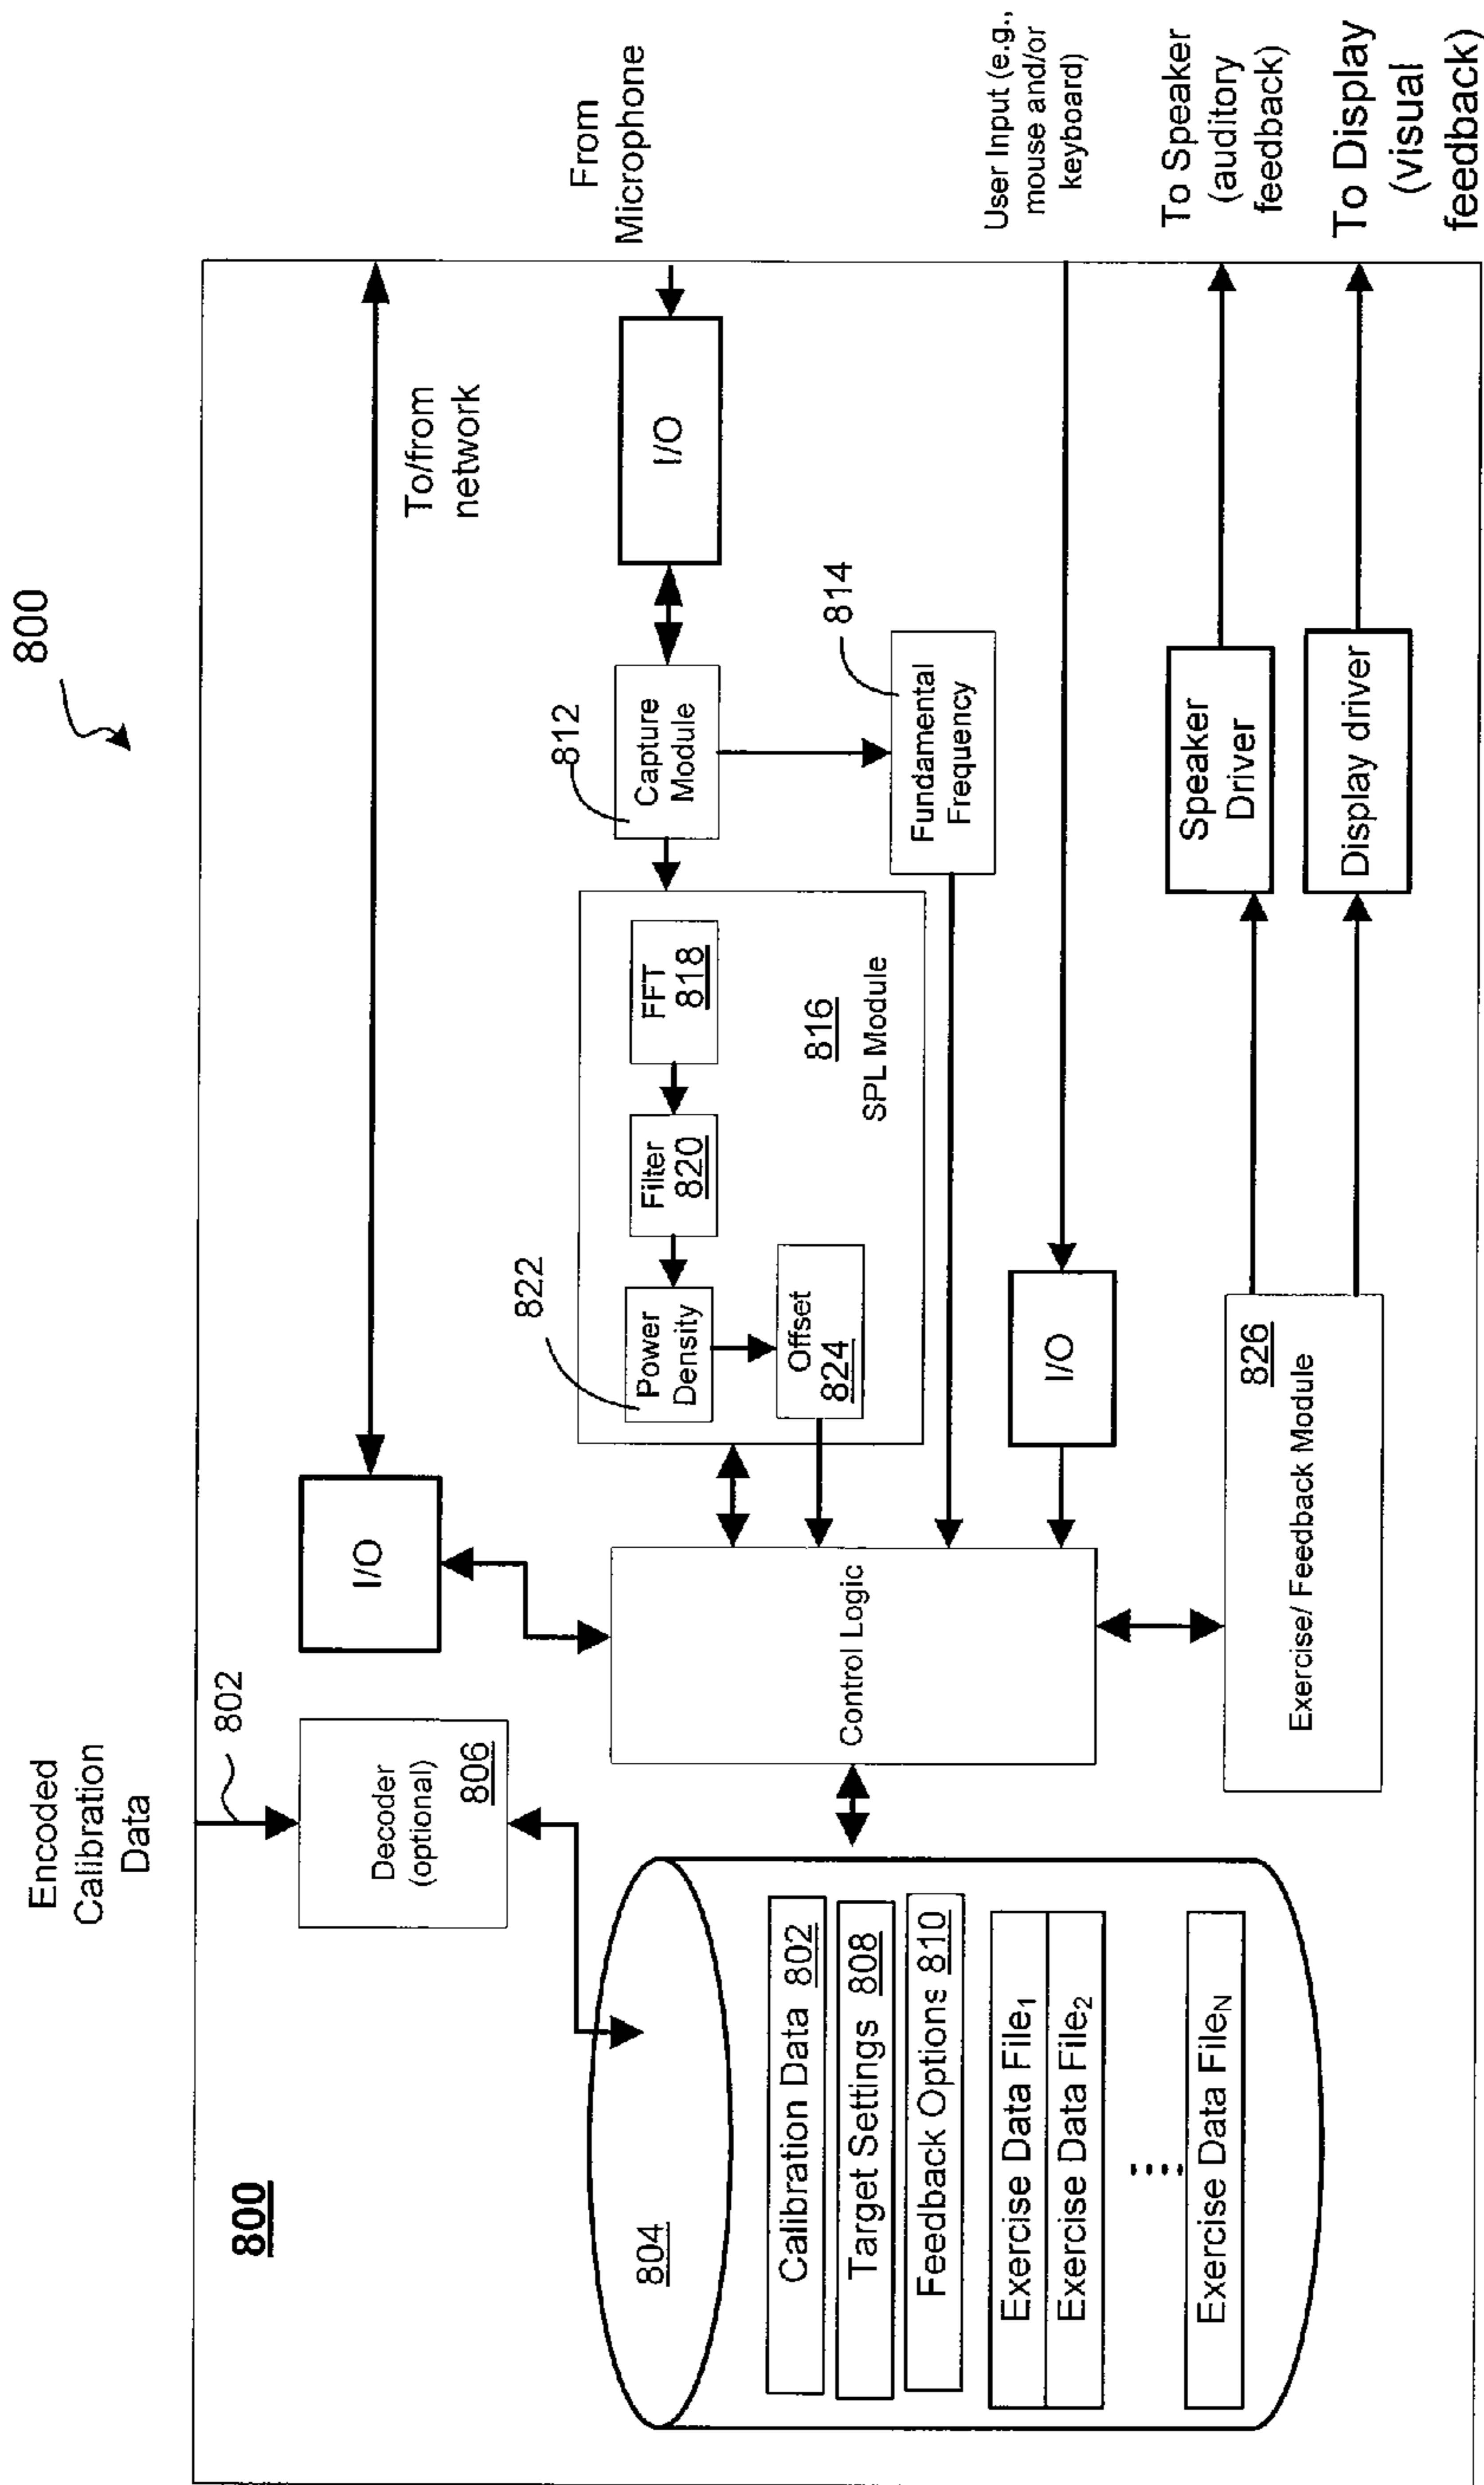 800
Encoded
Calibration
Data
802
800
Decoder
(optional)
806
I/O
To/from
network
804
Calibration Data 802
Target Settings 808
Feedback Options 810
Exercise Data File1
Exercise Data File2
Exercise Data FileN
Control Logic
822
Power
Density
Filter
820
FFT
818
Offset
824
816
SPL Module
812
Capture
Module
I/O
From
Microphone
814
Fundamental
Frequency
I/O
User Input (e.g.,
mouse and/or
keyboard)
826
Exercise/ Feedback Module
Speaker
Driver
To Speaker
(auditory
feedback)
Display driver
To Display
(visual
feedback)